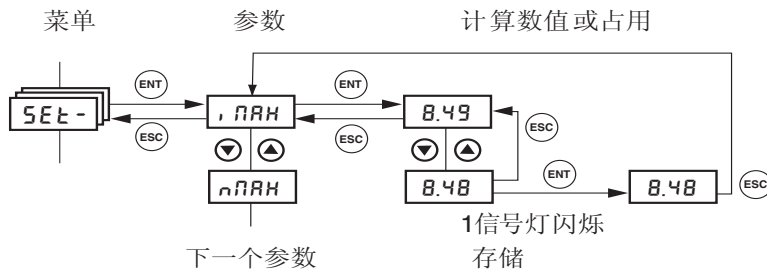 菜单 参数 计算数值或占用
ENT ENT
SEt- iMAX 8.49
ESC ESC ESC
nMAX 8.48 ENT 8.48 ESC
1信号灯闪烁
下一个参数 存储